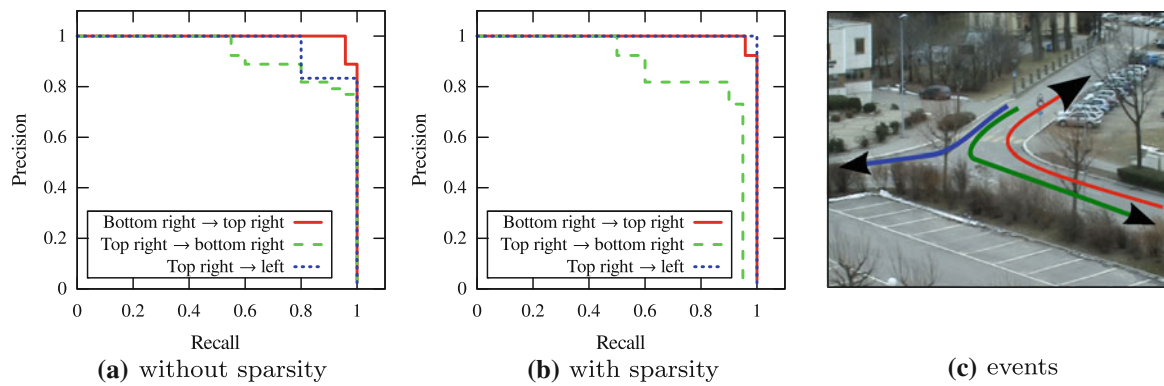 1
0.8
0.6
0.4
0.2
0
Precision
Bottom right → top right
Top right → bottom right
Top right → left
0 0.2 0.4 0.6 0.8 1
Recall
(a) without sparsity
1
0.8
0.6
0.4
0.2
0
Precision
Bottom right → top right
Top right → bottom right
Top right → left
0 0.2 0.4 0.6 0.8 1
Recall
(b) with sparsity
(c) events